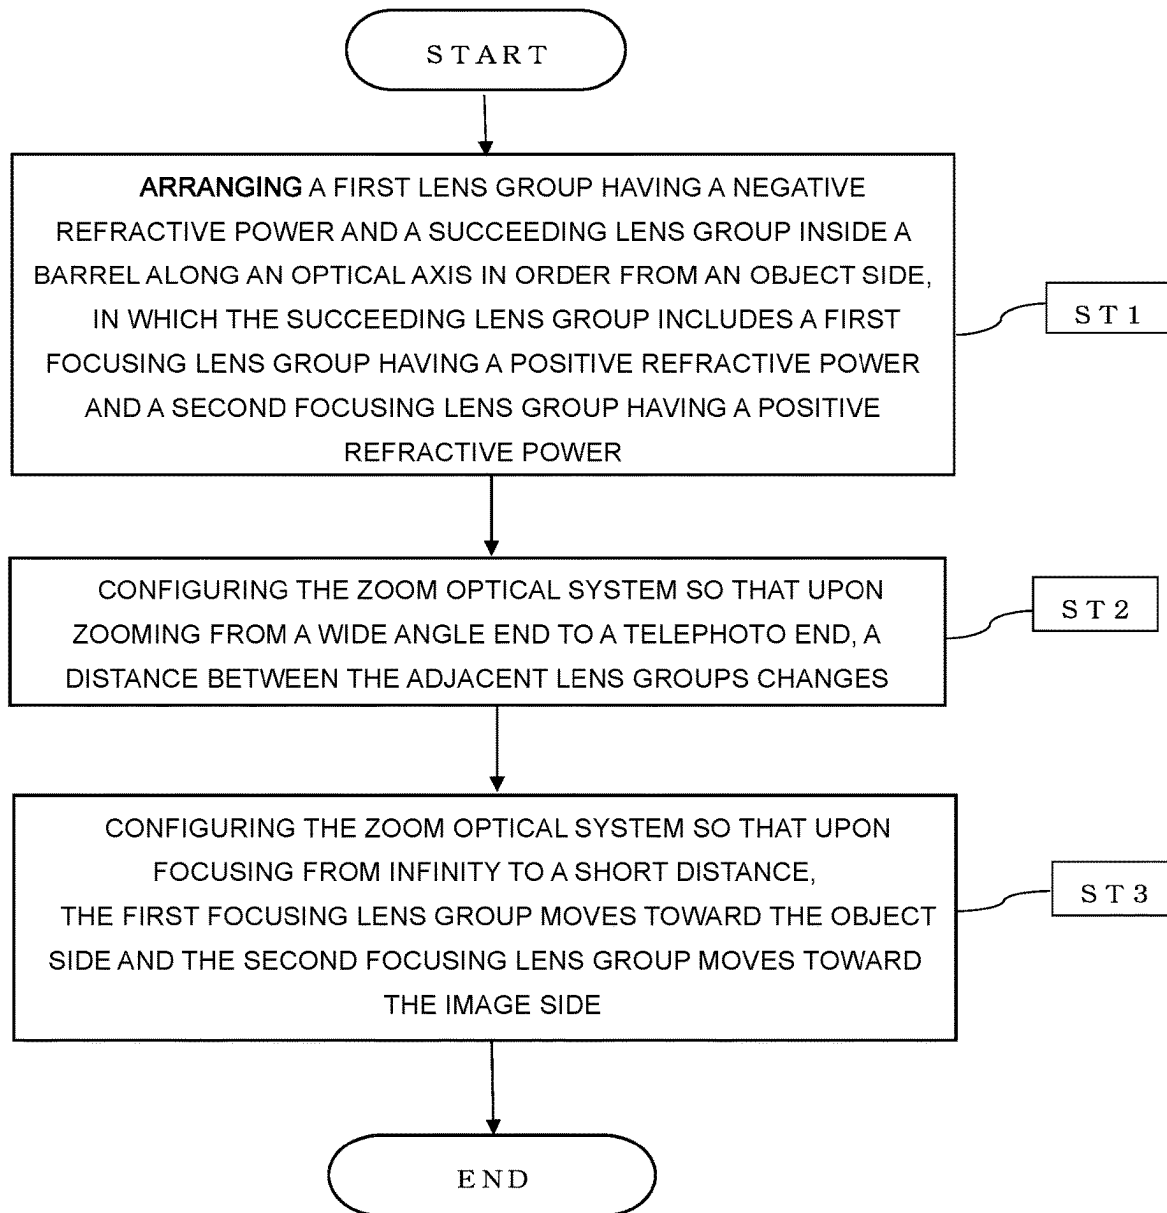 START
ARRANGING A FIRST LENS GROUP HAVING A NEGATIVE
REFRACTIVE POWER AND A SUCCEEDING LENS GROUP INSIDE A
BARREL ALONG AN OPTICAL AXIS IN ORDER FROM AN OBJECT SIDE,
IN WHICH THE SUCCEEDING LENS GROUP INCLUDES A FIRST
FOCUSING LENS GROUP HAVING A POSITIVE REFRACTIVE POWER
AND A SECOND FOCUSING LENS GROUP HAVING A POSITIVE
REFRACTIVE POWER
ST1
CONFIGURING THE ZOOM OPTICAL SYSTEM SO THAT UPON
ZOOMING FROM A WIDE ANGLE END TO A TELEPHOTO END, A
DISTANCE BETWEEN THE ADJACENT LENS GROUPS CHANGES
ST2
CONFIGURING THE ZOOM OPTICAL SYSTEM SO THAT UPON
FOCUSING FROM INFINITY TO A SHORT DISTANCE,
THE FIRST FOCUSING LENS GROUP MOVES TOWARD THE OBJECT
SIDE AND THE SECOND FOCUSING LENS GROUP MOVES TOWARD
THE IMAGE SIDE
ST3
END